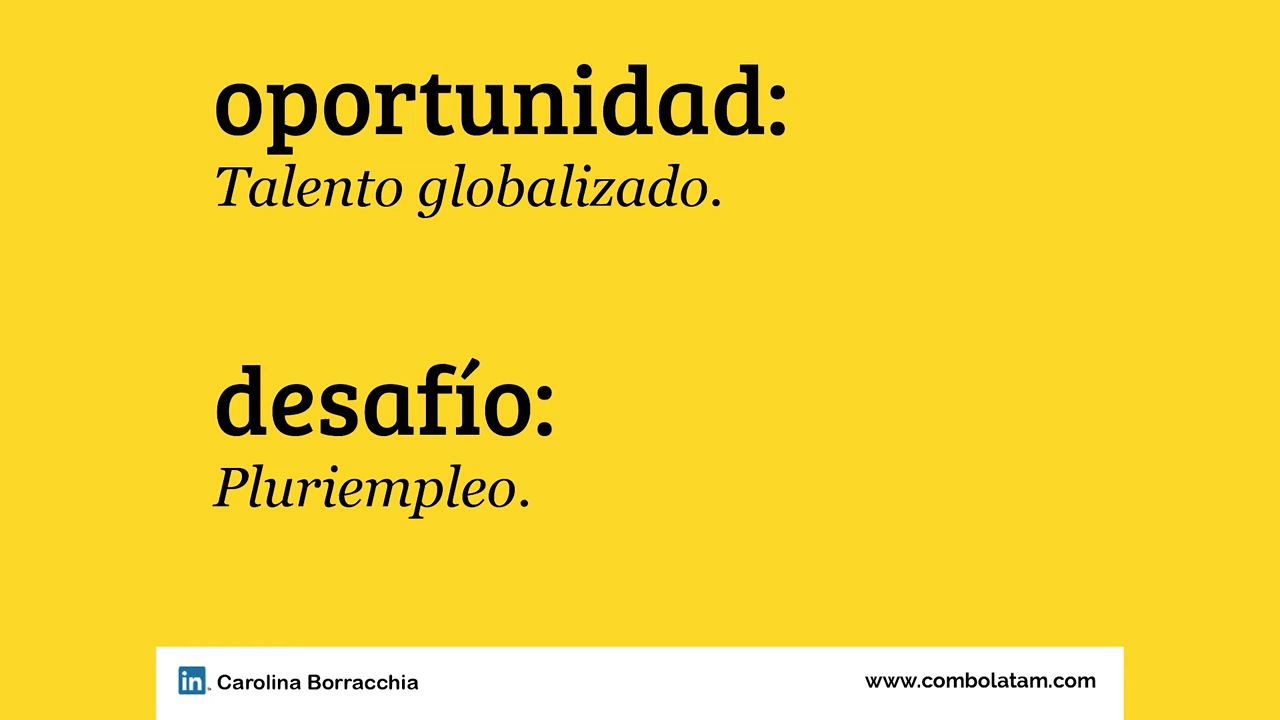 oportunidad:
Talento globalizado.
desafío:
Pluriempleo.
in Carolina Borracchia
www.combolatam.com